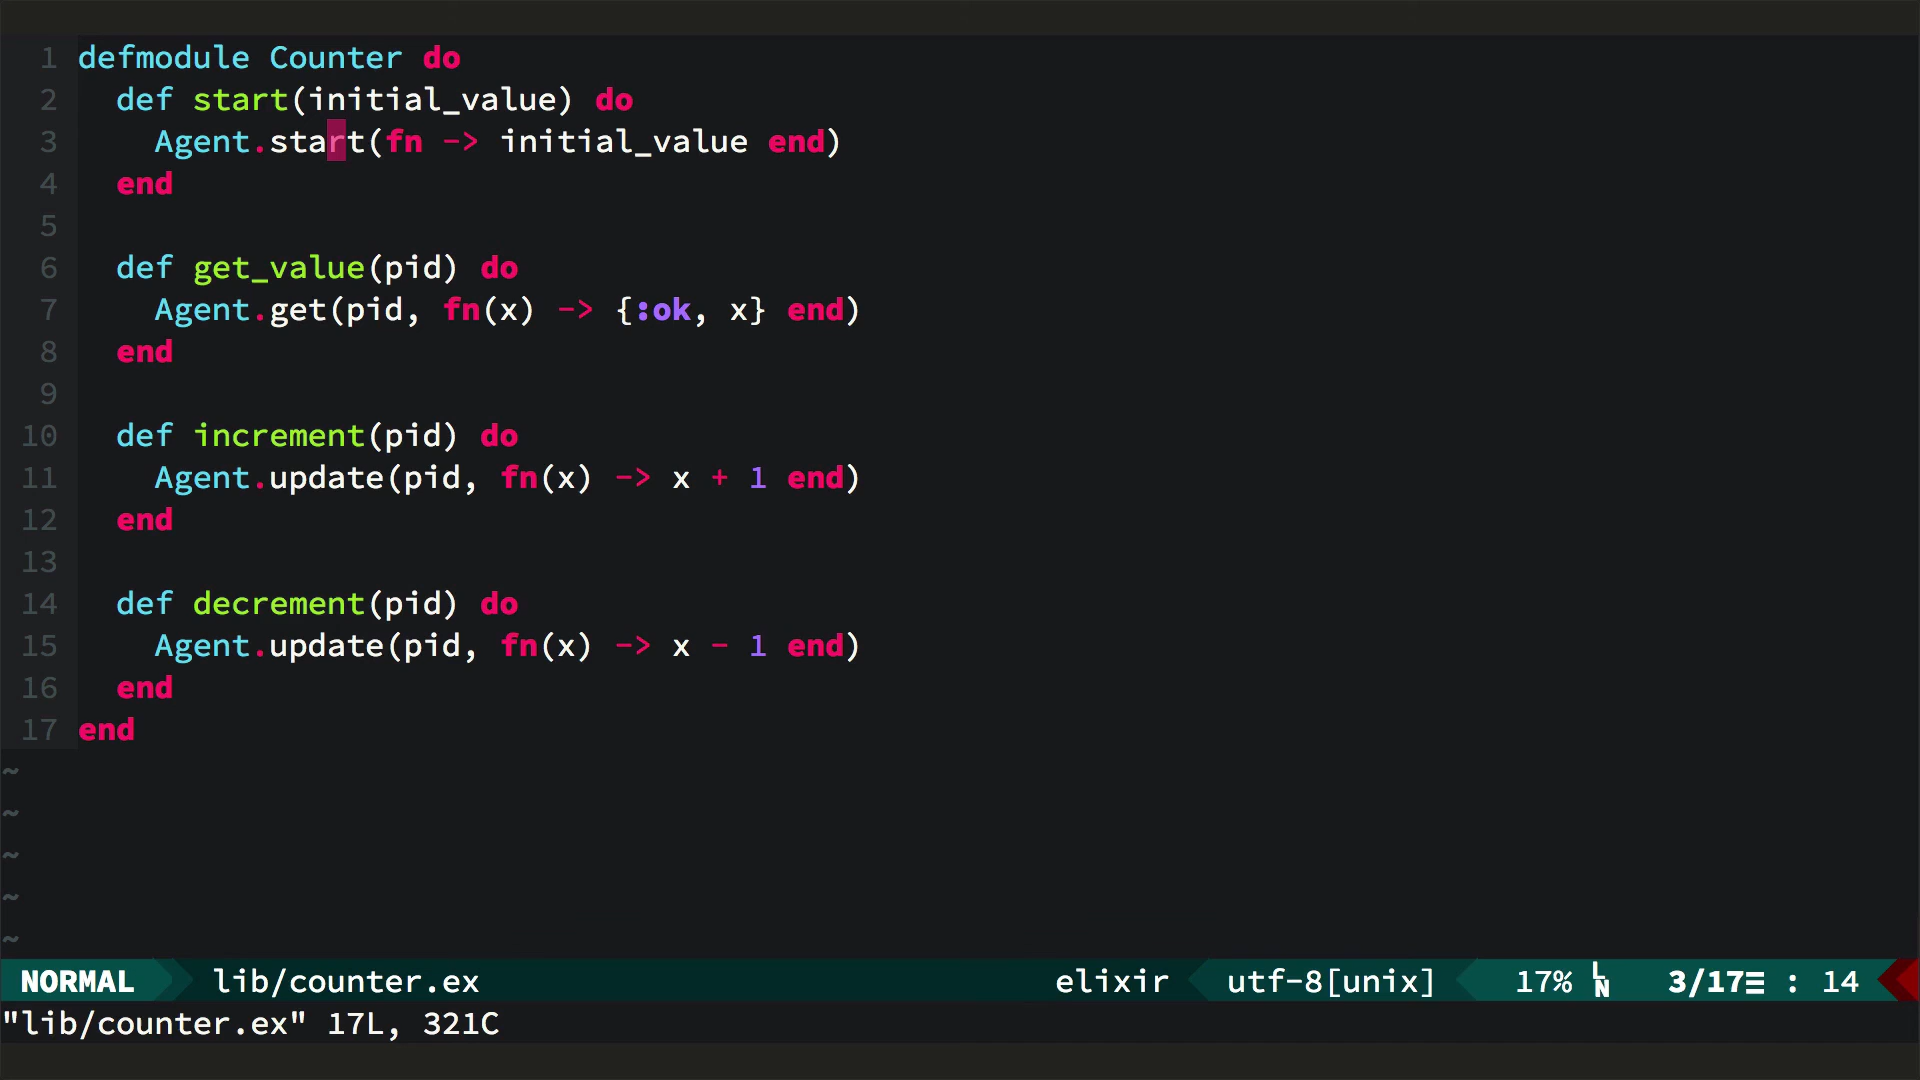 1 defmodule Counter do
2   def start(initial_value) do
3     Agent.start(fn -> initial_value end)
4   end
5
6   def get_value(pid) do
7     Agent.get(pid, fn(x) -> {:ok, x} end)
8   end
9
10   def increment(pid) do
11     Agent.update(pid, fn(x) -> x + 1 end)
12   end
13
14   def decrement(pid) do
15     Agent.update(pid, fn(x) -> x - 1 end)
16   end
17 end
~
~
~
~
~
NORMAL lib/counter.ex elixir utf-8[unix] 17% ␤ 3/17≡ : 14
"lib/counter.ex" 17L, 321C